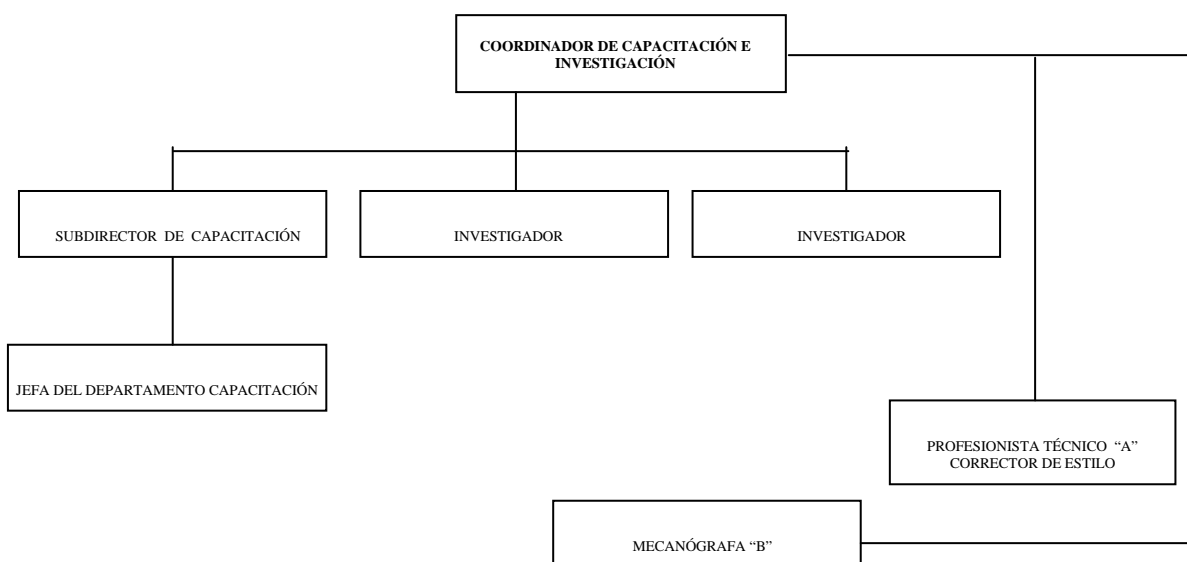 COORDINADOR DE CAPACITACIÓN E
INVESTIGACIÓN
SUBDIRECTOR DE CAPACITACIÓN
INVESTIGADOR
INVESTIGADOR
JEFA DEL DEPARTAMENTO CAPACITACIÓN
PROFESIONISTA TÉCNICO “A”
CORRECTOR DE ESTILO
MECANÓGRAFA “B”